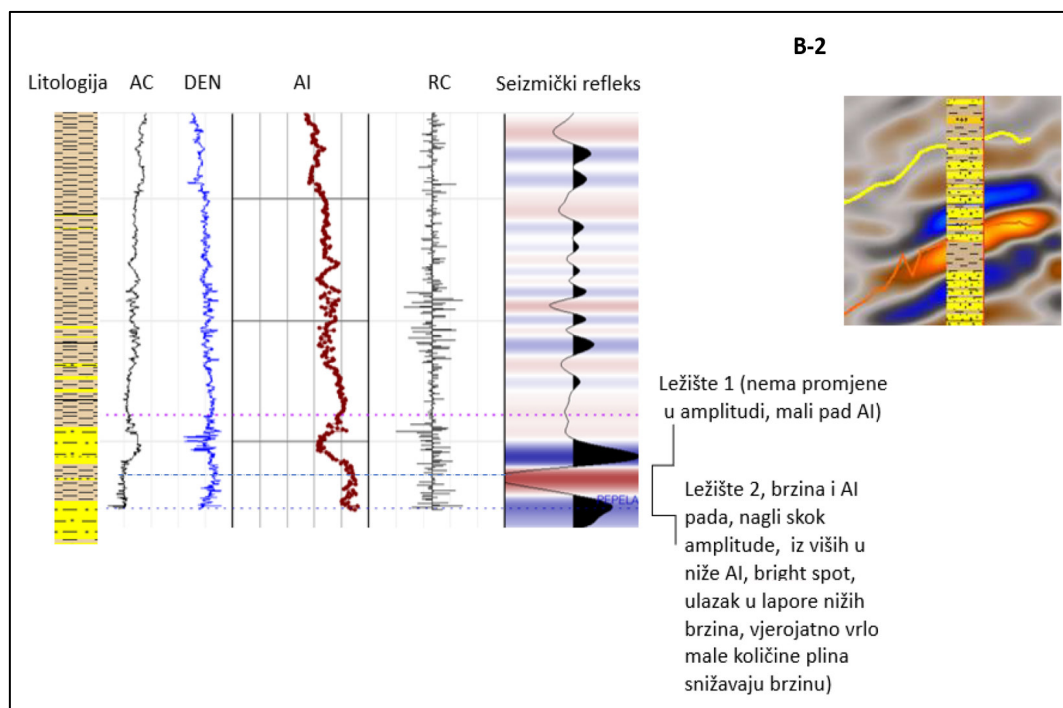 B-2
Litologija AC DEN AI RC Seizmički refleks
Ležište 1 (nema promjene
u amplitudi, mali pad AI)
Ležište 2, brzina i AI
pada, nagli skok
amplitude, iz viših u
niže AI, bright spot,
ulazak u lapore nižih
brzina, vjerojatno vrlo
male količine plina
snižavaju brzinu)
PEPELA